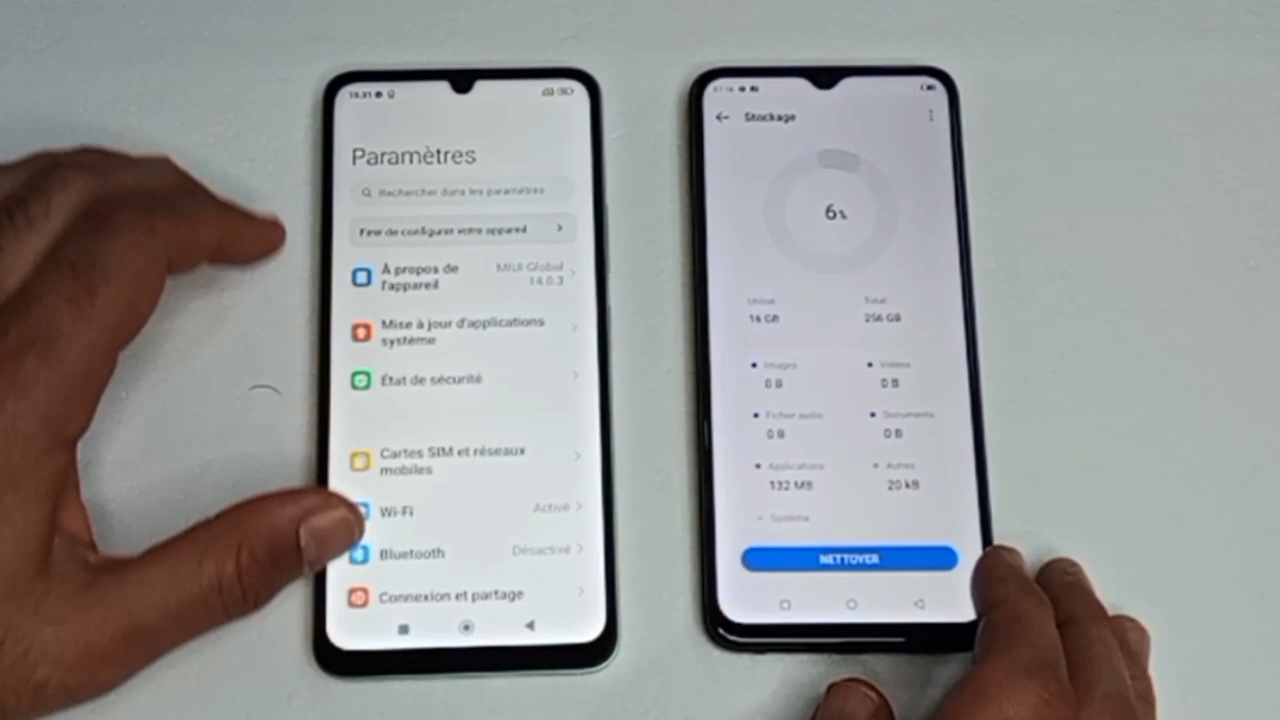 Paramètres
Rechercher dans les paramètres
Finir de configurer votre appareil
À propos de
l'appareil
MIUI Global
14.0.3
Mise à jour d'applications
système
État de sécurité
Cartes SIM et réseaux
mobiles
Wi-Fi
Activé
Bluetooth
Désactivé
Connexion et partage
Stockage
6%
Utilisé
Total
16 GB
256 GB
Images
Vidéos
0 B
0 B
Fichier audio
Documents
0 B
0 B
Applications
Autres
132 MB
20 kB
Système
NETTOYER